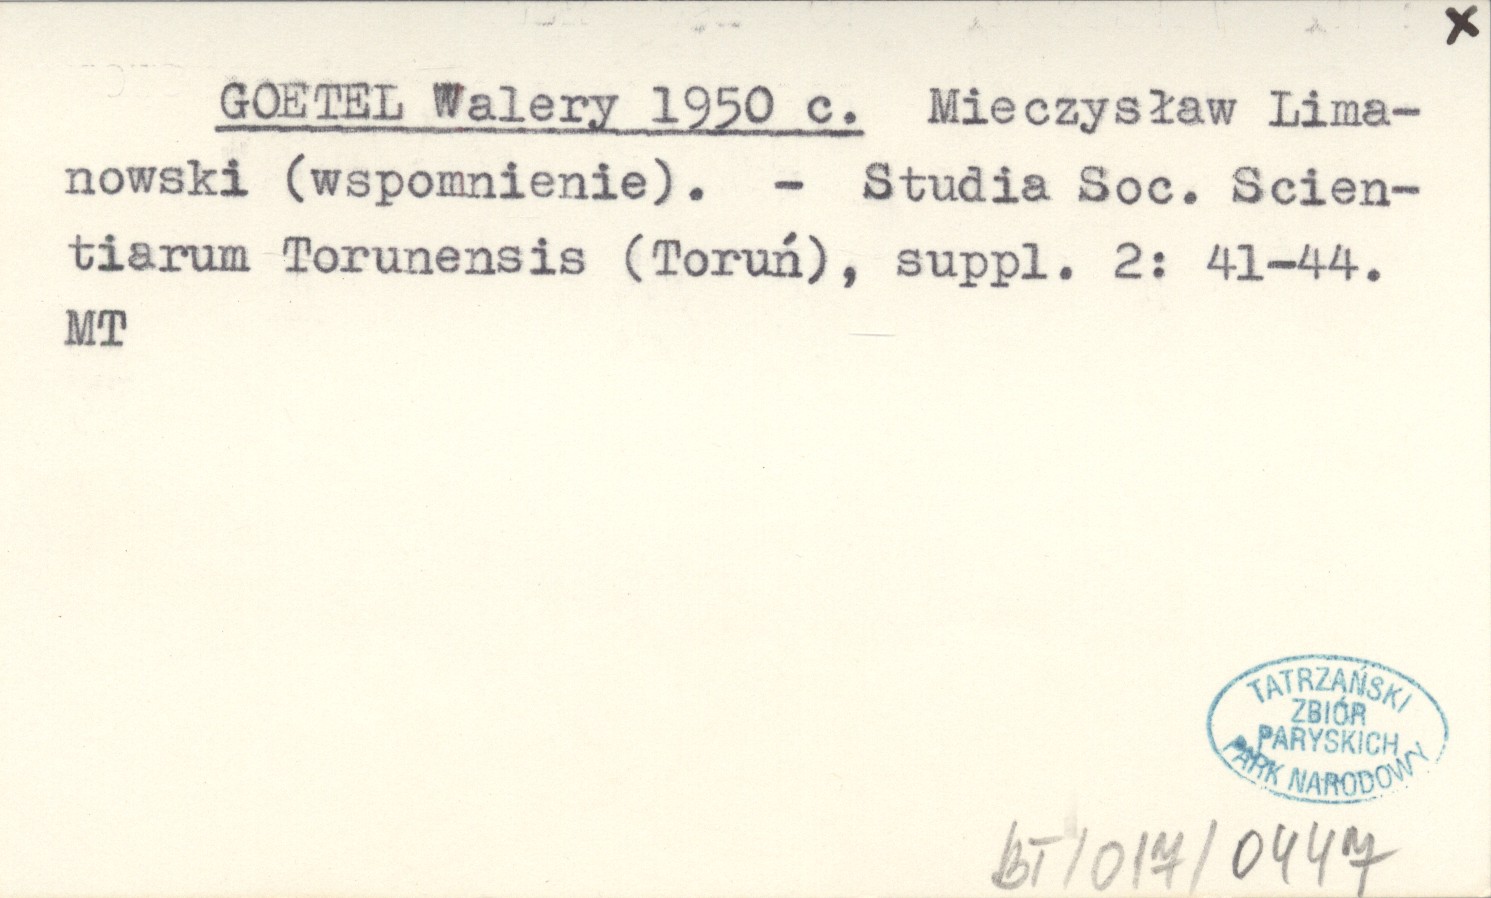 x
GOETEL Walery 1950 c. Mieczysław Lima-
nowski (wspomnienie). - Studia Soc. Scien-
tiarum Torunensis (Toruń), suppl. 2: 41-44.
MT
TATRZAŃSKI
ZBIÓR
PARYSKICH
PARK NARODOWY
BT/017/0447